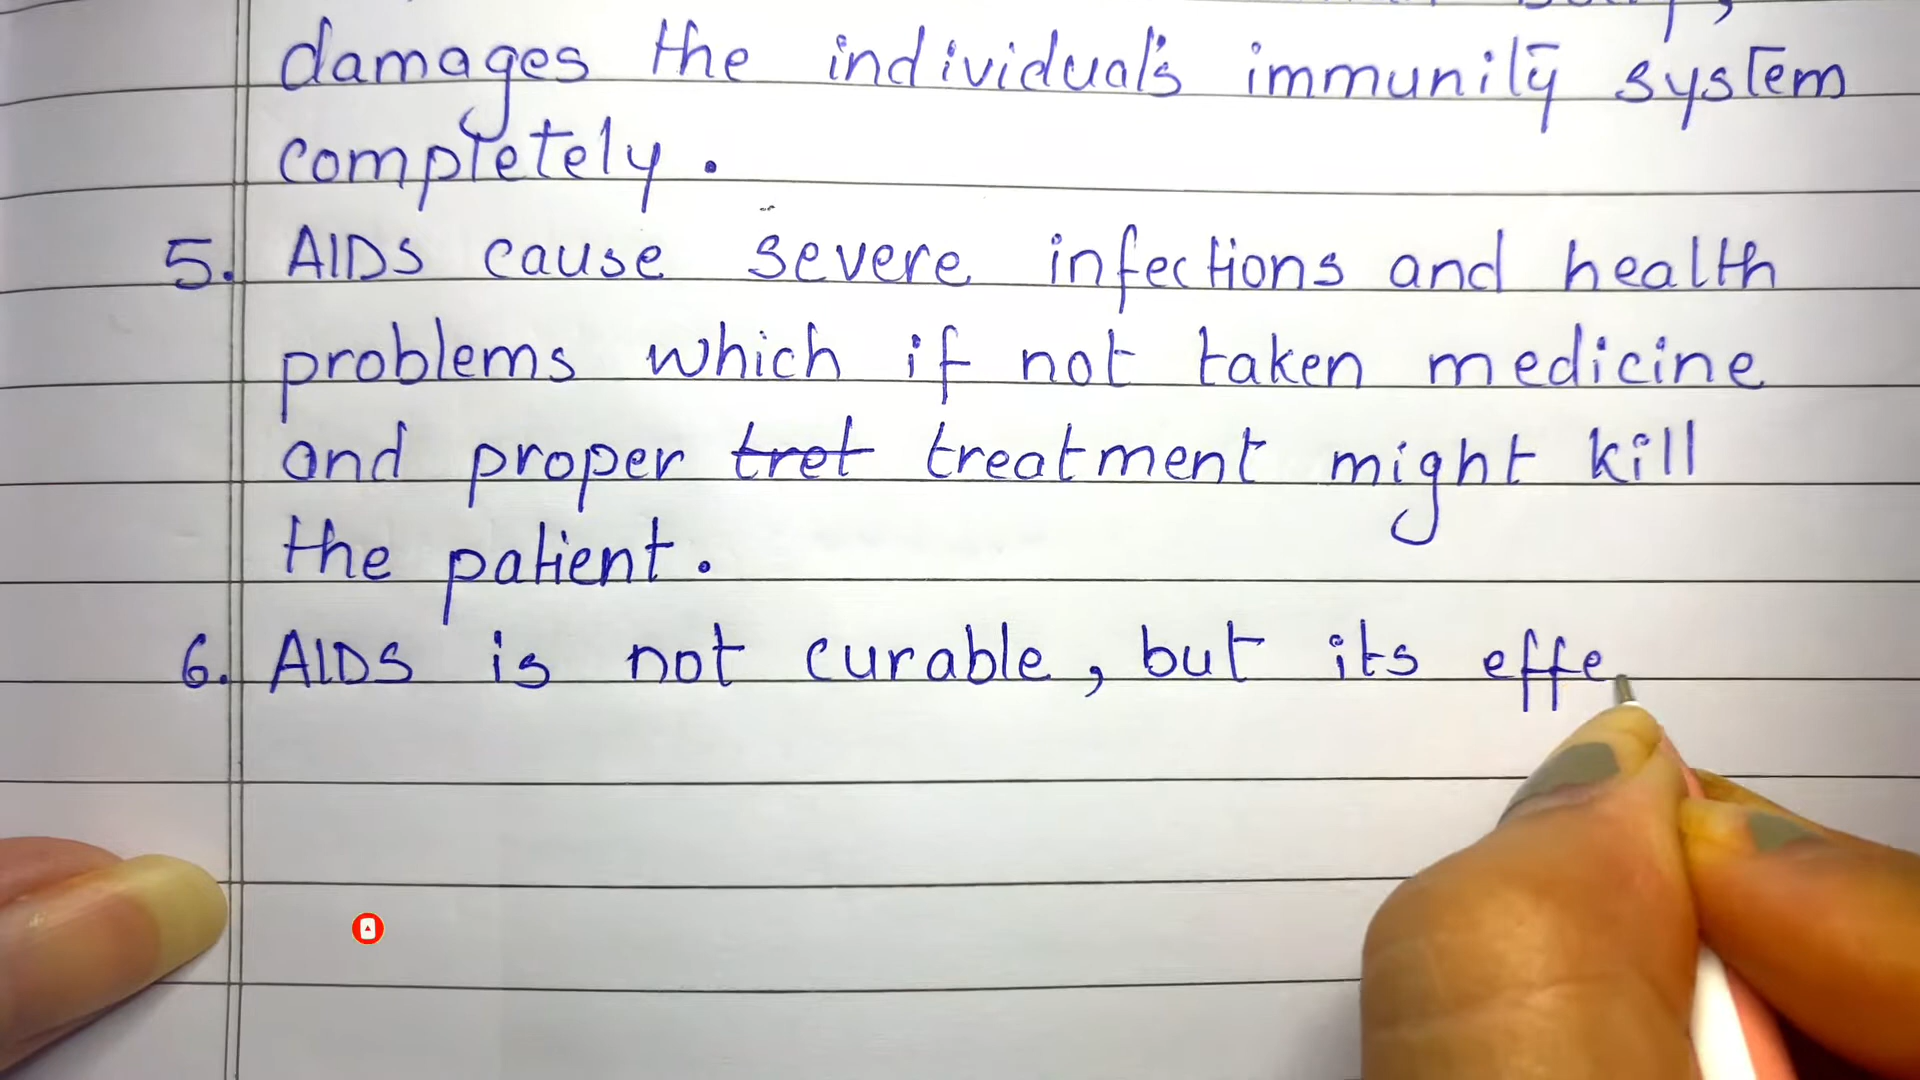 damages the individual's immunity system
completely.
5. AIDS cause severe infections and health
problems which if not taken medicine
and proper tret treatment might kill
the patient.
6. AIDS is not curable, but its effe